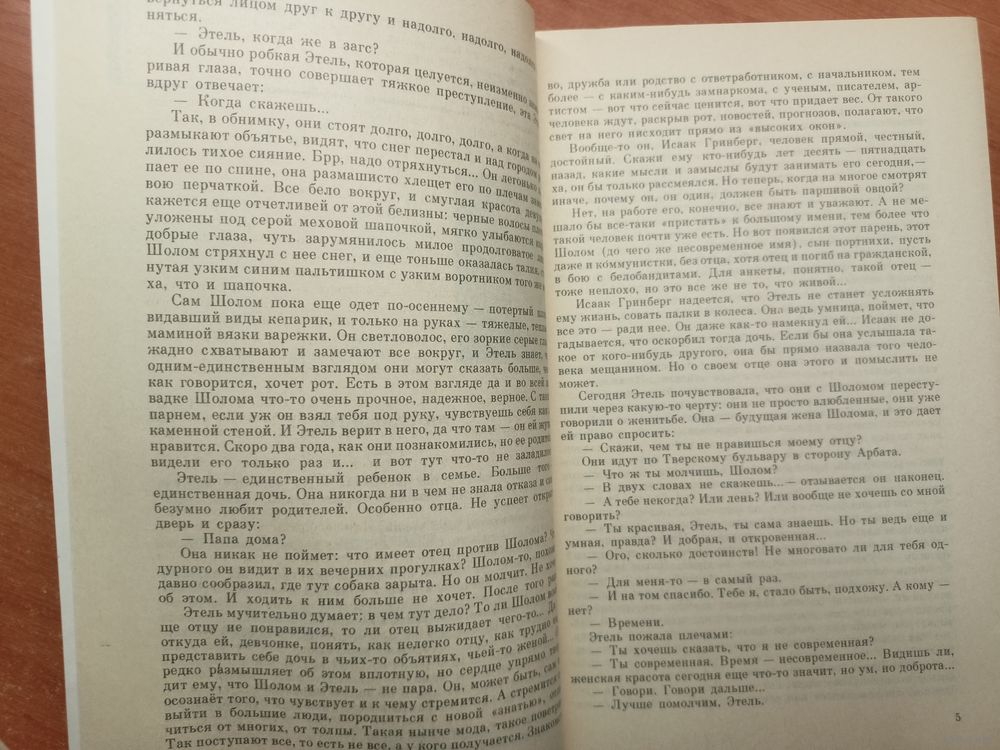 вернуться лицом друг к другу и надолго, надолго,
няться.
— Этель, когда же в загс?
И обычно робкая Этель, которая целуется, неизменно
ривая глаза, точно совершает тяжкое преступление, эта
вдруг отвечает:
— Когда скажешь...
Так, в обнимку, они стоят долго, долго, долго, а когда
размыкают объятье, видят, что снег перестал и над городом
лилось тихое сияние. Брр, надо отряхнуться... Он легонько
пает ее по спине, она размашисто хлещет его по плечам
вою перчаткой. Все бело вокруг, и смуглая красота
кажется еще отчетливей от этой белизны: черные волосы
уложены под серой меховой шапочкой, мягко улыбаются
добрые глаза, чуть зарумянилось милое продолговатое
Шолом стряхнул с нее снег, и еще тоньше оказалась талия,
нутая узким синим пальтишком с узким воротником того же
ха, что и шапочка.
Сам Шолом пока еще одет по-осеннему — потертый
видавший виды кепарик, и только на руках — тяжелые,
маминой вязки варежки. Он светловолос, его зоркие серые
жадно схватывают и замечают все вокруг, и Этель знает,
одним-единственным взглядом они могут сказать больше,
как говорится, хочет рот. Есть в этом взгляде да и во всей
вадке Шолома что-то очень прочное, надежное, верное. С
парнем, если уж он взял тебя под руку, чувствуешь себя как
каменной стеной. И Этель верит в него, да что там — он ей
нравится. Скоро два года, как они познакомились, но ее
видели его только раз и... и вот тут что-то не заладилось
Этель — единственный ребенок в семье. Больше того
единственная дочь. Она никогда ни в чем не знала отказа и
безумно любит родителей. Особенно отца. Не успеет
дверь и сразу:
— Папа дома?
Она никак не поймет: что имеет отец против Шолома?
дурного он видит в их вечерних прогулках? Шолом-то,
давно сообразил, где тут собака зарыта. Но он молчит. Не
об этом. И ходить к ним больше не хочет. После того
Этель мучительно думает: в чем тут дело? То ли Шолом
ще отцу не понравился, то ли отец выжидает чего-то...
откуда ей, девчонке, понять, как нелегко отцу, как трудно
представить себе дочь в чьих-то объятиях, чьей-то женой...
редко размышляет об этом вплотную, но сердце упрямо
дит ему, что Шолом и Этель — не пара. Он, может быть,
осознаёт того, что чувствует и к чему стремится. А стремится
выйти в большие люди, породниться с новой «знатью»,
читься от многих, от толпы. Такая нынче мода, такое
Так поступают все, то есть не все, а у кого получается.
во, дружба или родство с ответработником, с начальником, тем
более — с каким-нибудь замнаркома, с ученым, писателем, ар-
тистом — вот что сейчас ценится, вот что придает вес. От такого
человека ждут, раскрыв рот, новостей, прогнозов, полагают, что
свет на него нисходит прямо из «высоких окон».
Вообще-то он, Исаак Гринберг, человек прямой, честный,
достойный. Скажи ему кто-нибудь лет десять — пятнадцать
назад, какие мысли и замыслы будут занимать его сегодня,—
ха, он бы только рассмеялся. Но теперь, когда на многое смотрят
иначе, почему он, он один, должен быть паршивой овцой?
Нет, на работе его, конечно, все знают и уважают. А не ме-
шало бы все-таки «пристать» к большому имени, тем более что
такой человек почти уже есть. Но вот появился этот парень, этот
Шолом (до чего же несовременное имя), сын портнихи, пусть
даже и коммунистки, без отца, хотя отец и погиб на гражданской,
в бою с белобандитами. Для анкеты, понятно, такой отец —
тоже неплохо, но это все же не то, что живой...
Исаак Гринберг надеется, что Этель не станет усложнять
ему жизнь, совать палки в колеса. Она ведь умница, поймет, что
все это — ради нее. Он даже как-то намекнул ей... Исаак не до-
гадывается, что оскорбил тогда дочь. Если бы она услышала та-
кое от кого-нибудь другого, она бы прямо назвала того чело-
века мещанином. Но о своем отце она этого и помыслить не
может.
Сегодня Этель почувствовала, что они с Шоломом пересту-
пили через какую-то черту: они не просто влюбленные, они уже
говорили о женитьбе. Она — будущая жена Шолома, и это дает
ей право спросить:
— Скажи, чем ты не правишься моему отцу?
Они идут по Тверскому бульвару в сторону Арбата.
— Что ж ты молчишь, Шолом?
— В двух словах не скажешь...— отзывается он наконец.
— А тебе некогда? Или лень? Или вообще не хочешь со мной
говорить?
— Ты красивая, Этель, ты сама знаешь. Но ты ведь еще и
умная, правда? И добрая, и откровенная...
— Ого, сколько достоинств! Не многовато ли для тебя од-
ного?
— Для меня-то — в самый раз.
— И на том спасибо. Тебе я, стало быть, подхожу. А кому —
нет?
— Времени.
Этель пожала плечами:
— Ты хочешь сказать, что я не современная?
— Ты современная. Время — несовременное... Видишь ли,
женская красота сегодня еще что-то значит, но ум, но доброта...
— Говори. Говори дальше...
— Лучше помолчим, Этель.
5